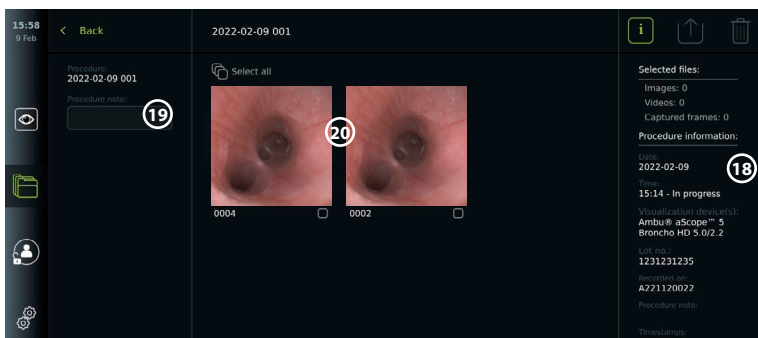 15:58
9 Feb
Back
2022-02-09 001
i
Procedure:
2022-02-09 001
Procedure note:
19
Select all
20
0004
0002
Selected files:
Images: 0
Videos: 0
Captured frames: 0
Procedure information:
Date:
2022-02-09
18
Time:
15:14 - In progress
Visualization device(s):
Ambu® aScope™ 5
Broncho HD 5.0/2.2
Lot no.:
1231231235
Recorded on:
A221120022
Procedure note:
Timestamps: